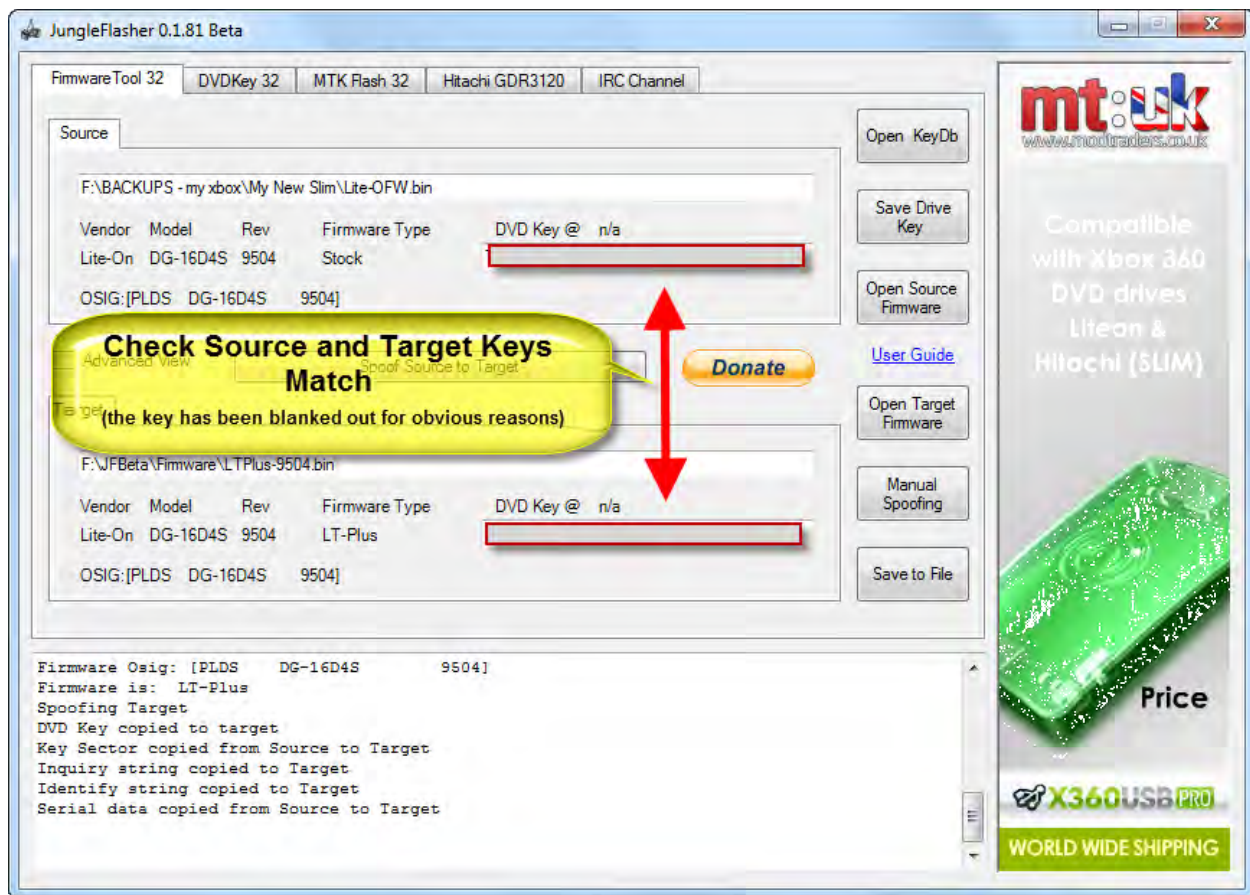 JungleFlasher 0.1.81 Beta
FirmwareTool 32
DVDKey 32
MTK Flash 32
Hitachi GDR3120
IRC Channel
Source
F:\BACKUPS - my xbox\My New Slim\Lite-OFW.bin
Vendor Model Rev Firmware Type DVD Key @ n/a
Lite-On DG-16D4S 9504 Stock
OSIG:[PLDS DG-16D4S 9504]
Check Source and Target Keys
Match
(the key has been blanked out for obvious reasons)
Advanced View
Spoof Source to Target
Donate
Target
F:\JFBeta\Firmware\LTPlus-9504.bin
Vendor Model Rev Firmware Type DVD Key @ n/a
Lite-On DG-16D4S 9504 LT-Plus
OSIG:[PLDS DG-16D4S 9504]
Open KeyDb
Save Drive
Key
Open Source
Firmware
User Guide
Open Target
Firmware
Manual
Spoofing
Save to File
Firmware Osig: [PLDS DG-16D4S 9504]
Firmware is: LT-Plus
Spoofing Target
DVD Key copied to target
Key Sector copied from Source to Target
Inquiry string copied to Target
Identify string copied to Target
Serial data copied from Source to Target
mt:uk
www.modtraders.co.uk
Compatible
with Xbox 360
DVD drives
Liteon &
Hitachi (SLIM)
Price
X360USB PRO
WORLD WIDE SHIPPING